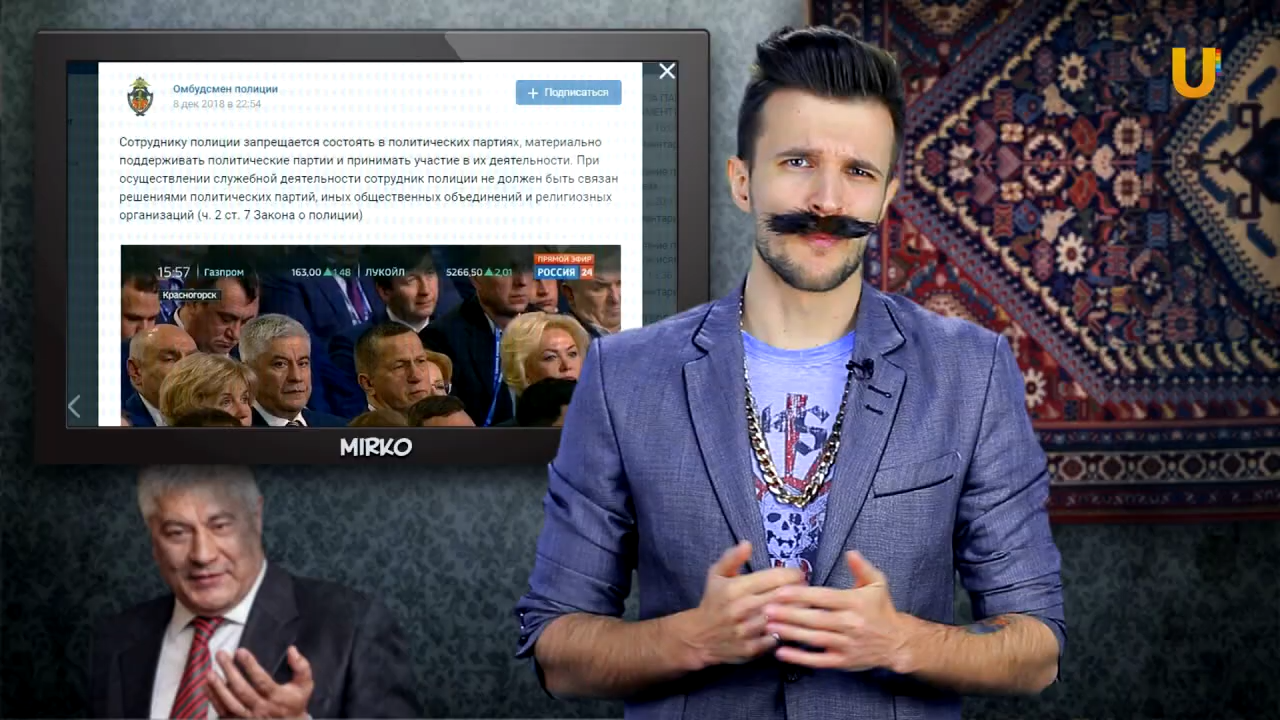 Омбудсмен полиции
8 дек 2018 в 22:54
+ Подписаться
Сотруднику полиции запрещается состоять в политических партиях, материально
поддерживать политические партии и принимать участие в их деятельности. При
осуществлении служебной деятельности сотрудник полиции не должен быть связан
решениями политических партий, иных общественных объединений и религиозных
организаций (ч. 2 ст. 7 Закона о полиции)
15:57 Газпром 163,00 ▲1,48 ЛУКОЙЛ 5266,50 ▲2,01
ПРЯМОЙ ЭФИР
РОССИЯ 24
Красногорск
MIRKO
U